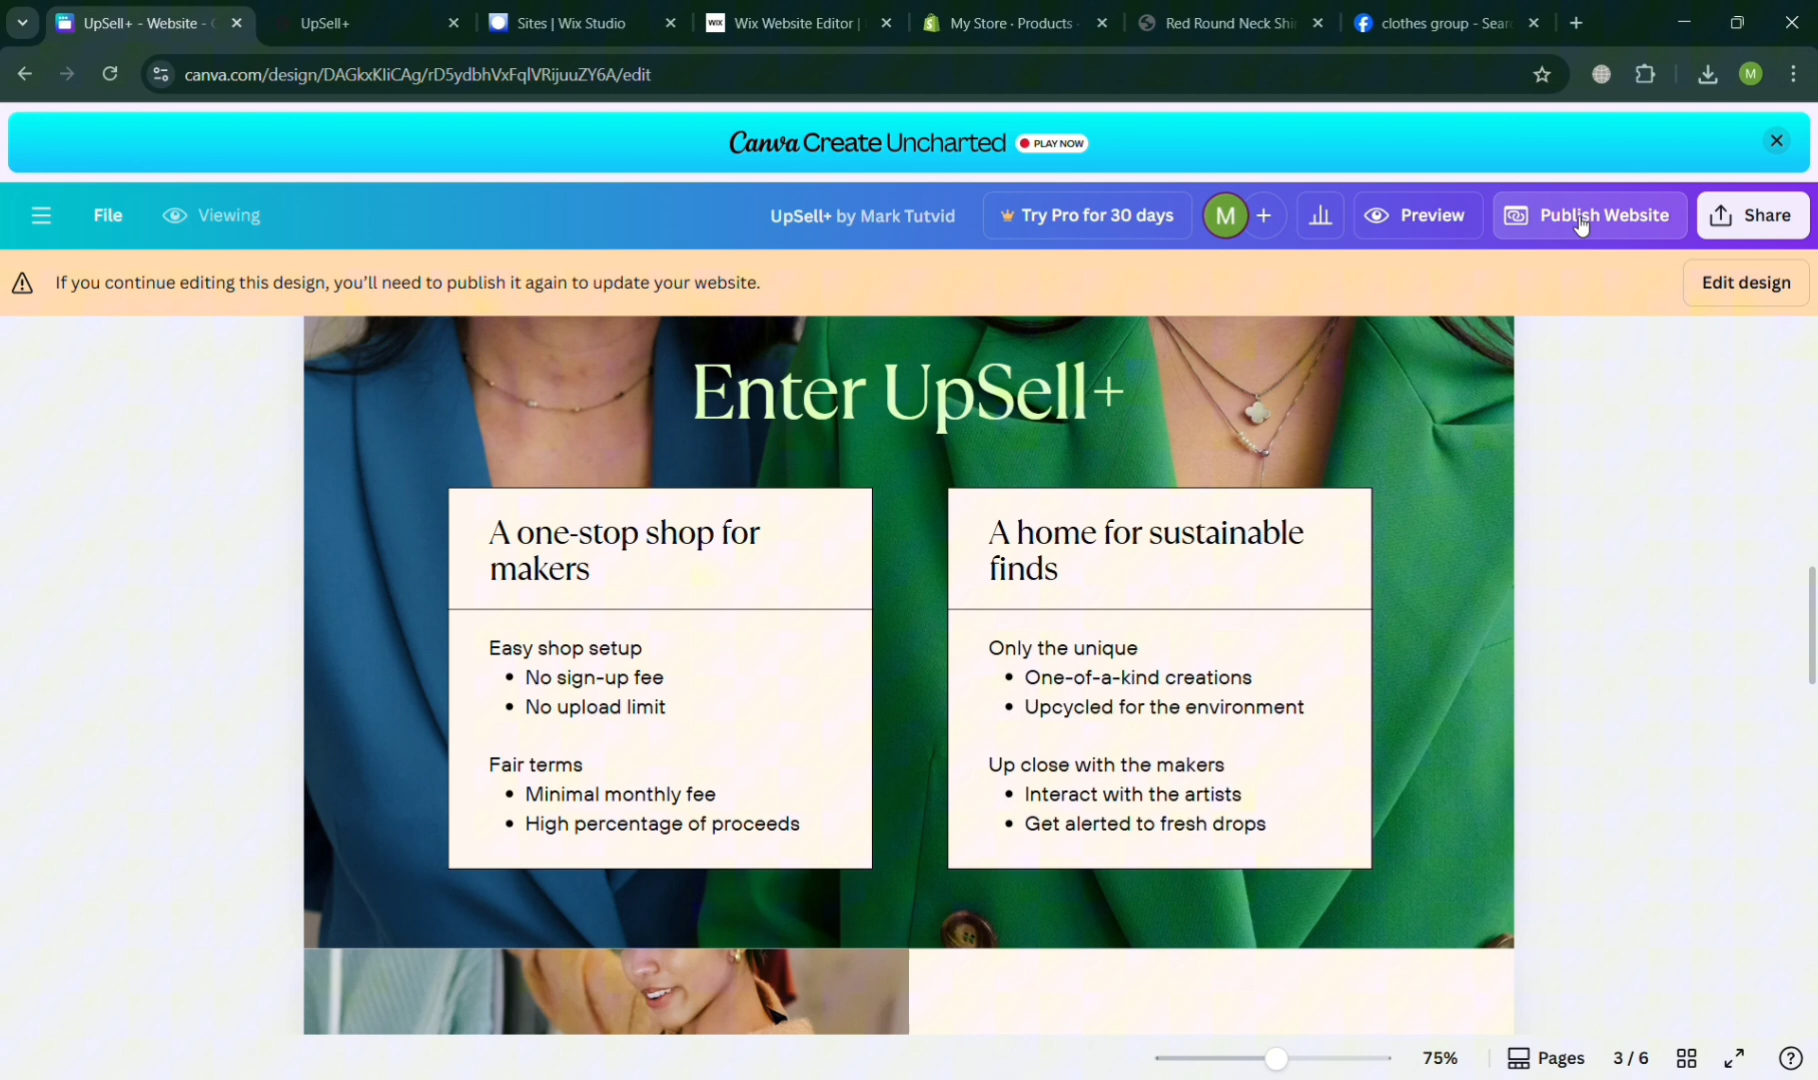 UpSell+ - Website -
UpSell+
Sites | Wix Studio
Wix Website Editor |
My Store · Products ·
Red Round Neck Shi
clothes group - Sear
canva.com/design/DAGkxKliCAg/rD5ydbhVxFqlVRijuuZY6A/edit
M
Canva Create Uncharted PLAY NOW
File
Viewing
UpSell+ by Mark Tutvid
Try Pro for 30 days
M
Preview
Publish Website
Share
If you continue editing this design, you'll need to publish it again to update your website.
Edit design
Enter UpSell+
A one-stop shop for
makers
Easy shop setup
• No sign-up fee
• No upload limit
Fair terms
• Minimal monthly fee
• High percentage of proceeds
A home for sustainable
finds
Only the unique
• One-of-a-kind creations
• Upcycled for the environment
Up close with the makers
• Interact with the artists
• Get alerted to fresh drops
75%
Pages
3 / 6